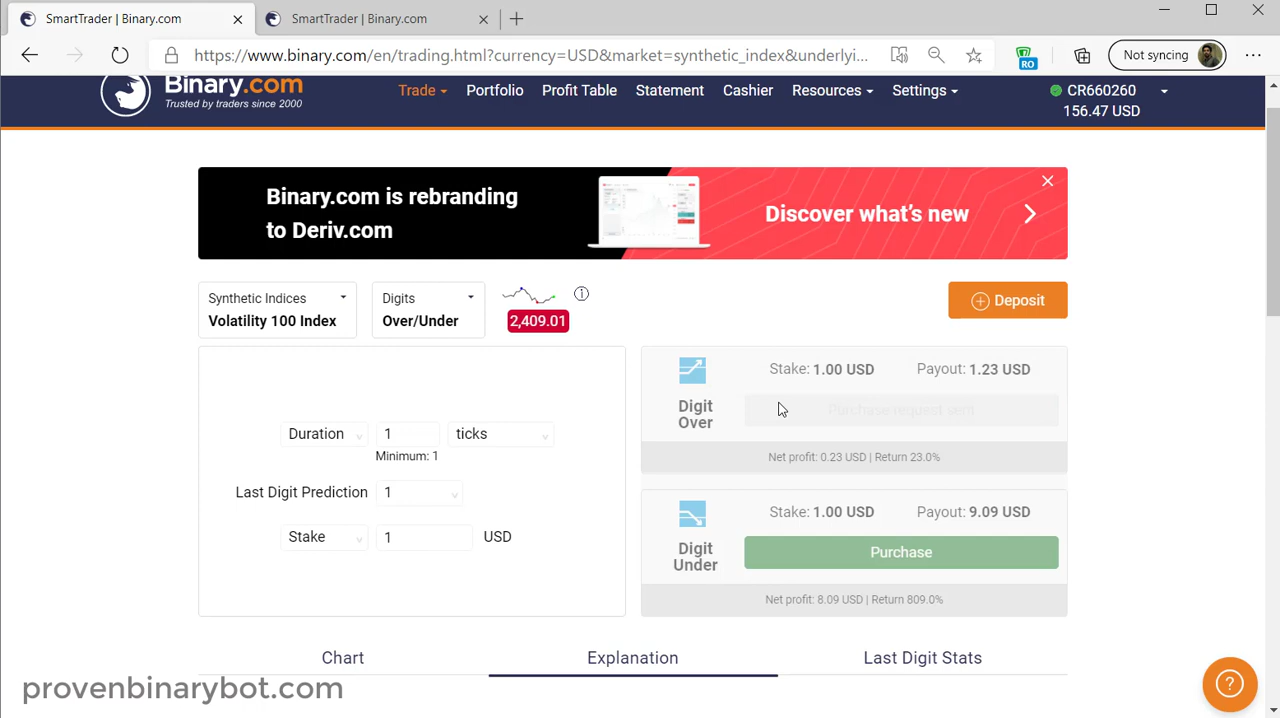 SmartTrader | Binary.com
SmartTrader | Binary.com
https://www.binary.com/en/trading.html?currency=USD&market=synthetic_index&underlyi...
RO
Not syncing
Binary.com
Trusted by traders since 2000
Trade
Portfolio
Profit Table
Statement
Cashier
Resources
Settings
CR660260
156.47 USD
Binary.com is rebranding
to Deriv.com
Discover what's new
Synthetic Indices
Volatility 100 Index
Digits
Over/Under
2,409.01
Deposit
Duration 1 ticks
Minimum: 1
Last Digit Prediction 1
Stake 1 USD
Stake: 1.00 USD Payout: 1.23 USD
Digit
Over
Purchase request sent
Net profit: 0.23 USD | Return 23.0%
Stake: 1.00 USD Payout: 9.09 USD
Digit
Under
Purchase
Net profit: 8.09 USD | Return 809.0%
Chart
Explanation
Last Digit Stats
provenbinarybot.com
?